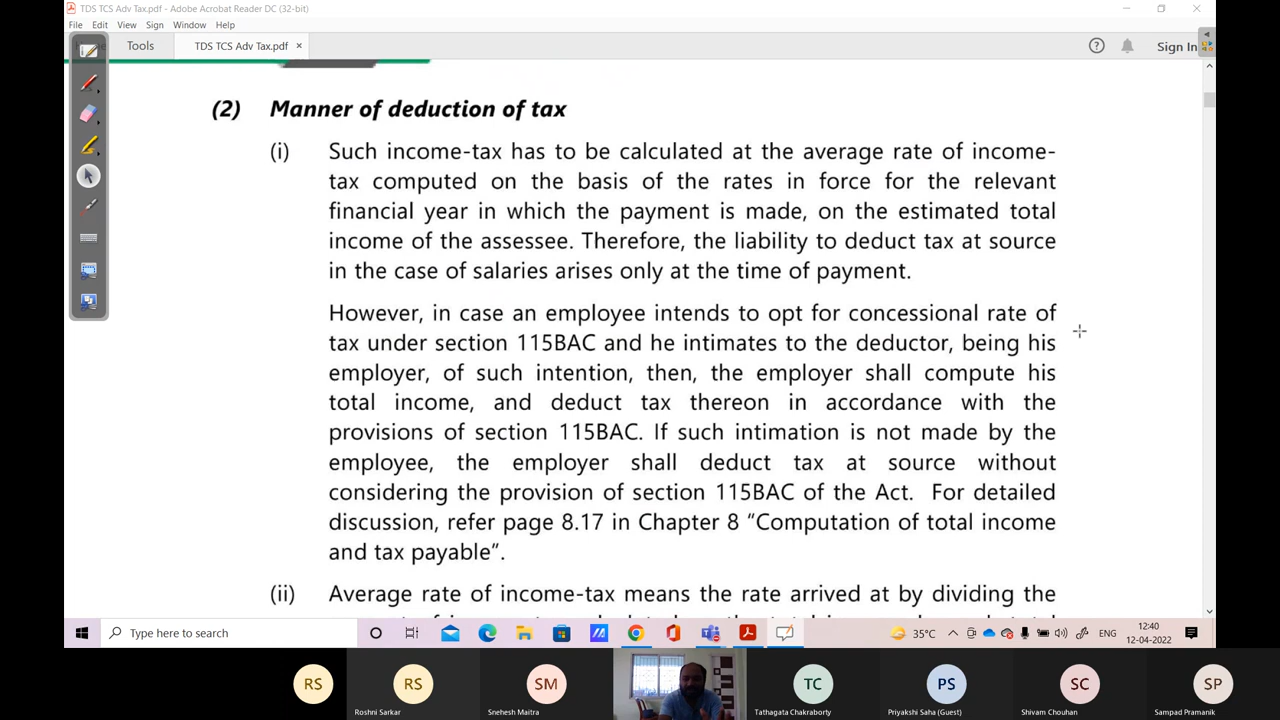 TDS TCS Adv Tax.pdf - Adobe Acrobat Reader DC (32-bit)
File Edit View Sign Window Help
Tools TDS TCS Adv Tax.pdf × Sign In
(2) Manner of deduction of tax
(i) Such income-tax has to be calculated at the average rate of income-
tax computed on the basis of the rates in force for the relevant
financial year in which the payment is made, on the estimated total
income of the assessee. Therefore, the liability to deduct tax at source
in the case of salaries arises only at the time of payment.
However, in case an employee intends to opt for concessional rate of
tax under section 115BAC and he intimates to the deductor, being his
employer, of such intention, then, the employer shall compute his
total income, and deduct tax thereon in accordance with the
provisions of section 115BAC. If such intimation is not made by the
employee, the employer shall deduct tax at source without
considering the provision of section 115BAC of the Act. For detailed
discussion, refer page 8.17 in Chapter 8 “Computation of total income
and tax payable”.
(ii) Average rate of income-tax means the rate arrived at by dividing the
Type here to search
35°C ENG
12:40
12-04-2022
RS RS SM TC PS SC SP
Roshni Sarkar Snehesh Maitra Tathagata Chakraborty Priyakshi Saha (Guest) Shivam Chouhan Sampad Pramanik